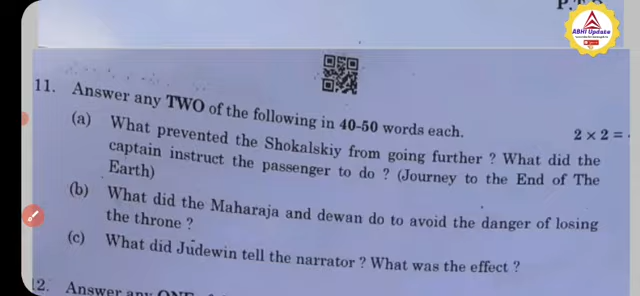 P.T.O.
ABHI Update
11. Answer any TWO of the following in 40-50 words each.
2 × 2 =
(a) What prevented the Shokalskiy from going further ? What did the
captain instruct the passenger to do ? (Journey to the End of The
Earth)
(b) What did the Maharaja and dewan do to avoid the danger of losing
the throne ?
(c) What did Judewin tell the narrator ? What was the effect ?
12. Answer any ONE